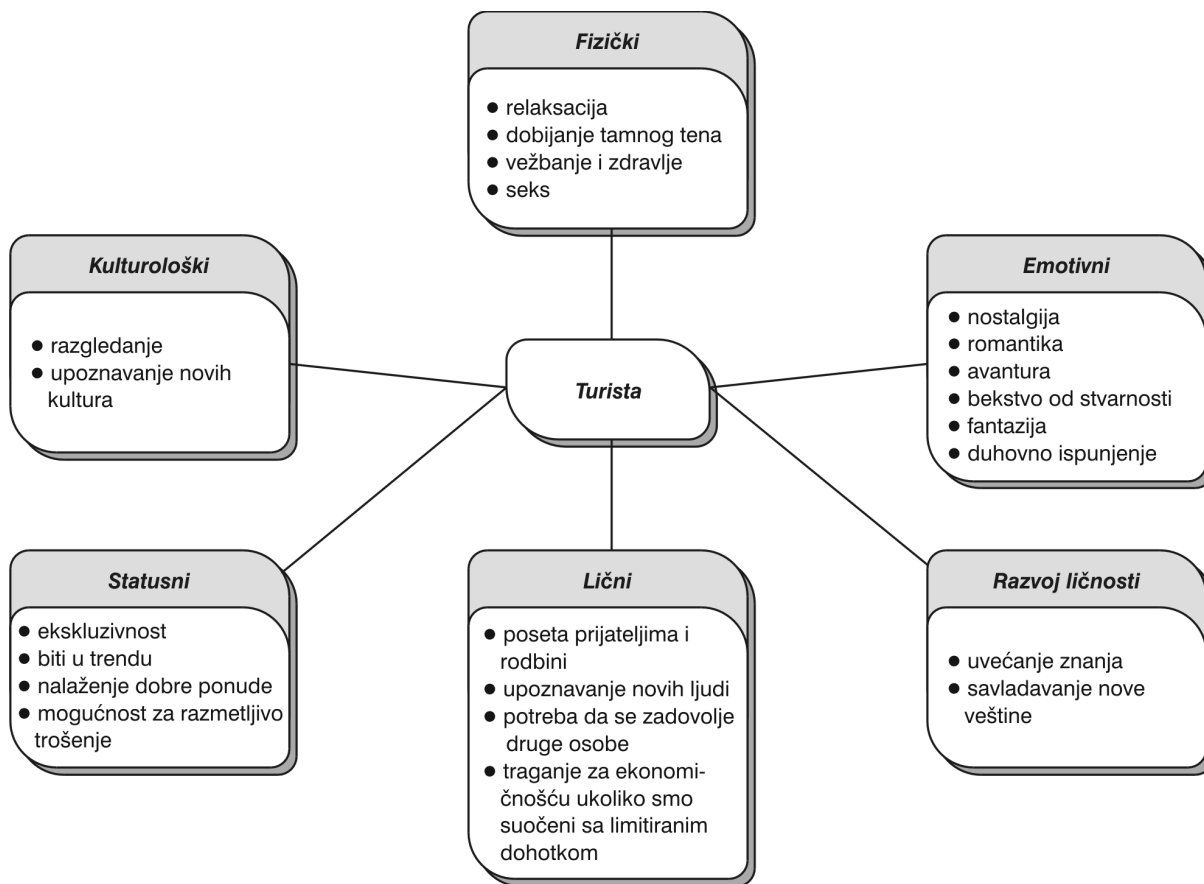 Fizički
● relaksacija
● dobijanje tamnog tena
● vežbanje i zdravlje
● seks
Kulturološki
● razgledanje
● upoznavanje novih
kultura
Emotivni
● nostalgija
● romantika
● avantura
● bekstvo od stvarnosti
● fantazija
● duhovno ispunjenje
Turista
Statusni
● ekskluzivnost
● biti u trendu
● nalaženje dobre ponude
● mogućnost za razmetljivo
trošenje
Lični
● poseta prijateljima i
rodbini
● upoznavanje novih ljudi
● potreba da se zadovolje
druge osobe
● traganje za ekonomi-
čnošću ukoliko smo
suočeni sa limitiranim
dohotkom
Razvoj ličnosti
● uvećanje znanja
● savladavanje nove
veštine